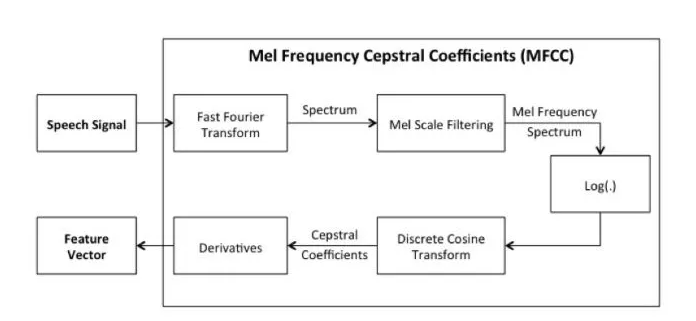 Mel Frequency Cepstral Coefficients (MFCC)
Speech Signal
Fast Fourier
Transform
Spectrum
Mel Scale Filtering
Mel Frequency
Spectrum
Log(.)
Feature
Vector
Derivatives
Cepstral
Coefficients
Discrete Cosine
Transform